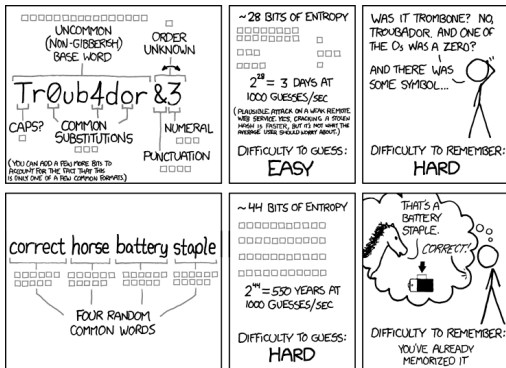 UNCOMMON
(NON-GIBBERISH)
BASE WORD
ORDER
UNKNOWN
Tr0ub4dor &3
CAPS?
COMMON
SUBSTITUTIONS
NUMERAL
PUNCTUATION
(YOU CAN ADD A FEW MORE BITS TO
ACCOUNT FOR THE FACT THAT THIS
IS ONLY ONE OF A FEW COMMON FORMATS.)
~28 BITS OF ENTROPY
2^28 = 3 DAYS AT
1000 GUESSES/SEC
(PLAUSIBLE ATTACK ON A WEAK REMOTE
WEB SERVICE. YES, CRACKING A STOLEN
HASH IS FASTER, BUT IT'S NOT WHAT THE
AVERAGE USER SHOULD WORRY ABOUT.)
DIFFICULTY TO GUESS:
EASY
WAS IT TROMBONE? NO,
TROUBADOR. AND ONE OF
THE Os WAS A ZERO?
AND THERE WAS
SOME SYMBOL...
DIFFICULTY TO REMEMBER:
HARD
correct horse battery staple
FOUR RANDOM
COMMON WORDS
~44 BITS OF ENTROPY
2^44 = 550 YEARS AT
1000 GUESSES/SEC
DIFFICULTY TO GUESS:
HARD
THAT'S A
BATTERY
STAPLE.
CORRECT!
DIFFICULTY TO REMEMBER:
YOU'VE ALREADY
MEMORIZED IT